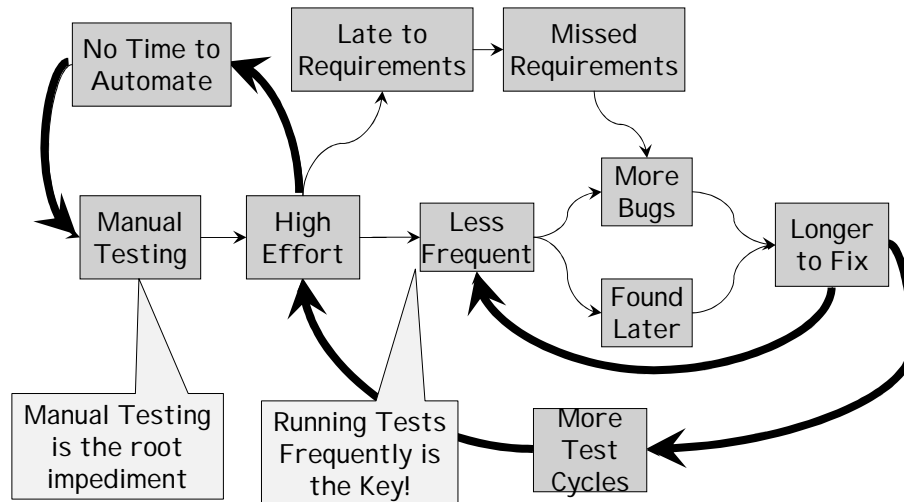 No Time to
Automate
Late to
Requirements
Missed
Requirements
Manual
Testing
High
Effort
Less
Frequent
More
Bugs
Found
Later
Longer
to Fix
Manual Testing
is the root
impediment
Running Tests
Frequently is
the Key!
More
Test
Cycles